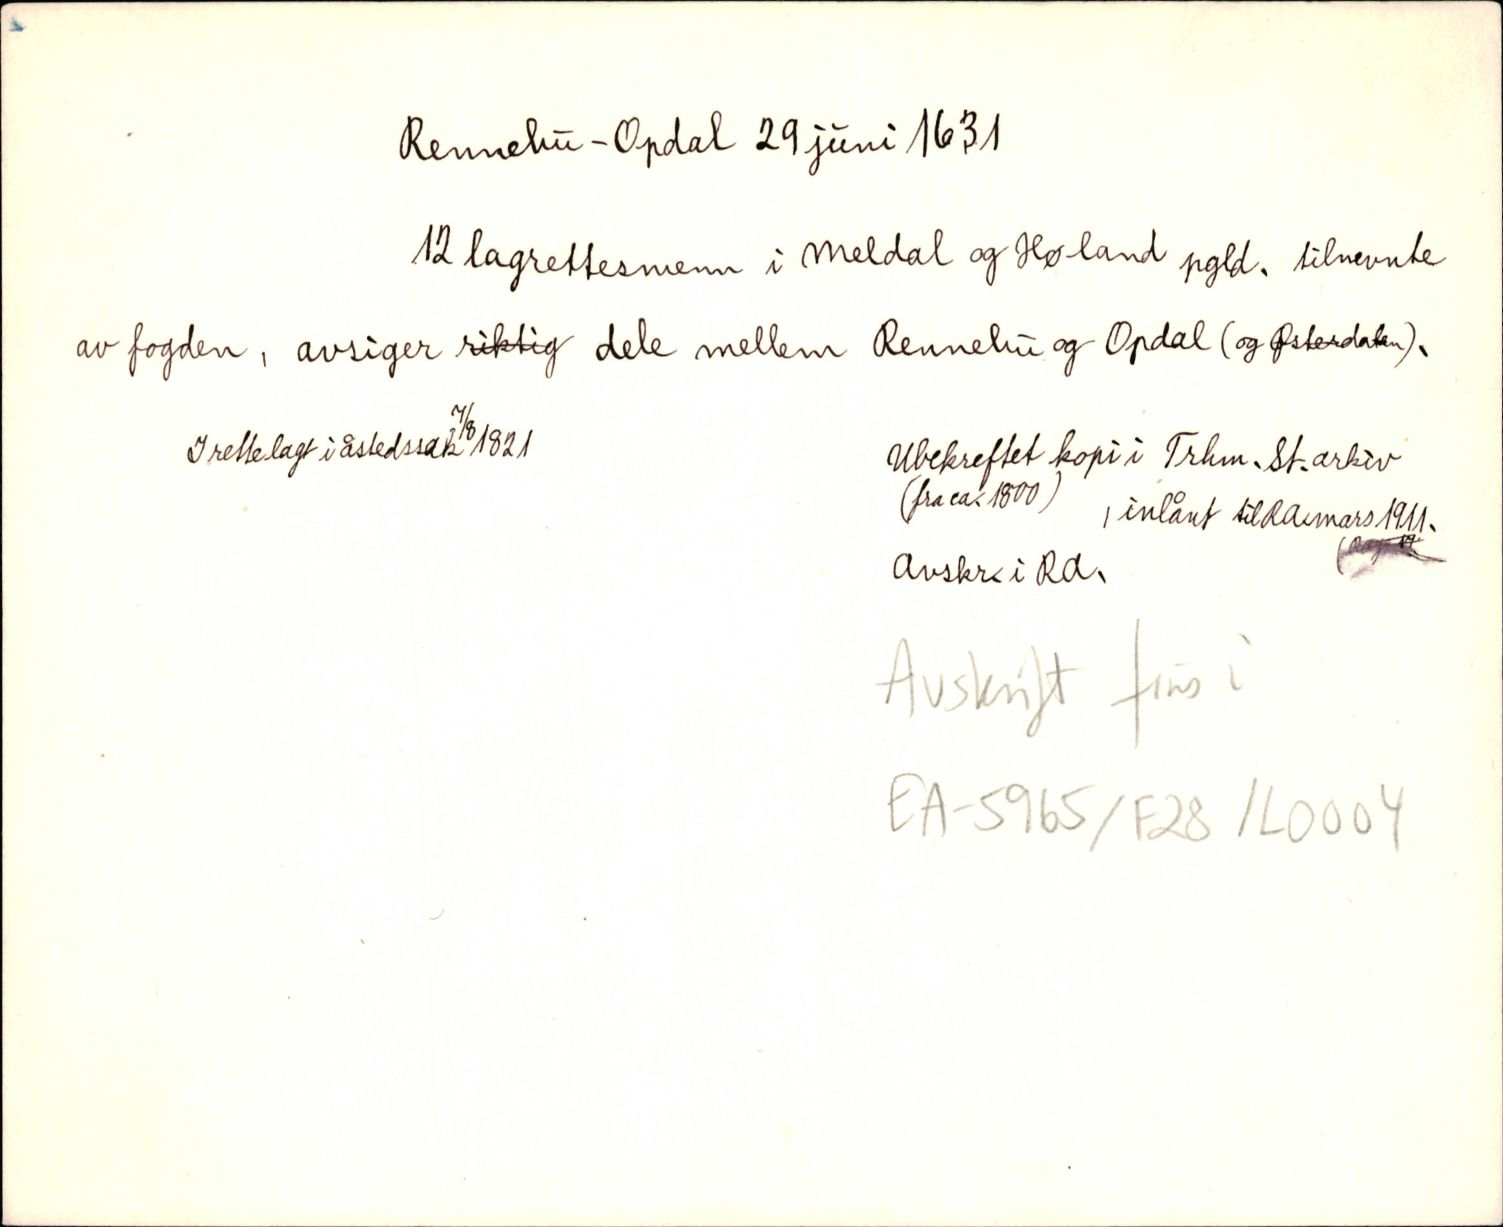 Rennebu - Opdal 29 juni 1631
12 lagrettesmenn i Meldal og Høland pgld. tilnevnte
av fogden, avsiger riktig dele mellem Rennebu og Opdal (og Østerdalen).
I rettelagt i åstedssak 7/8 1821
Ubekreftet kopi i Trhm. St. arkiv
(fra ca. 1800)
, inlånt til RA mars 1911.
Avskr. i RA.
Avskrift fins i
EA-5965/F28/L0004